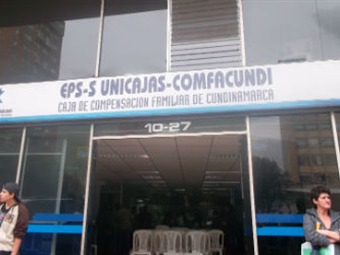 EPS-S UNICAJAS-COMFACUNDI
CAJA DE COMPENSACION FAMILIAR DE CUNDINAMARCA
10-27